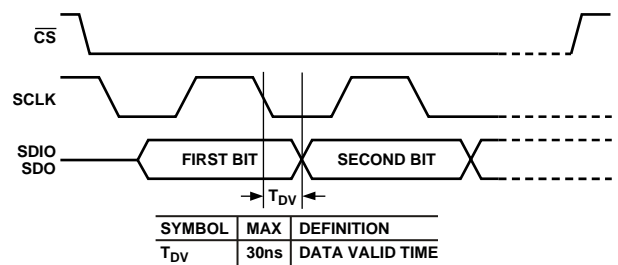 CS
SCLK
SDIO
SDO
FIRST BIT
SECOND BIT
TDV
SYMBOL MAX DEFINITION
TDV 30ns DATA VALID TIME